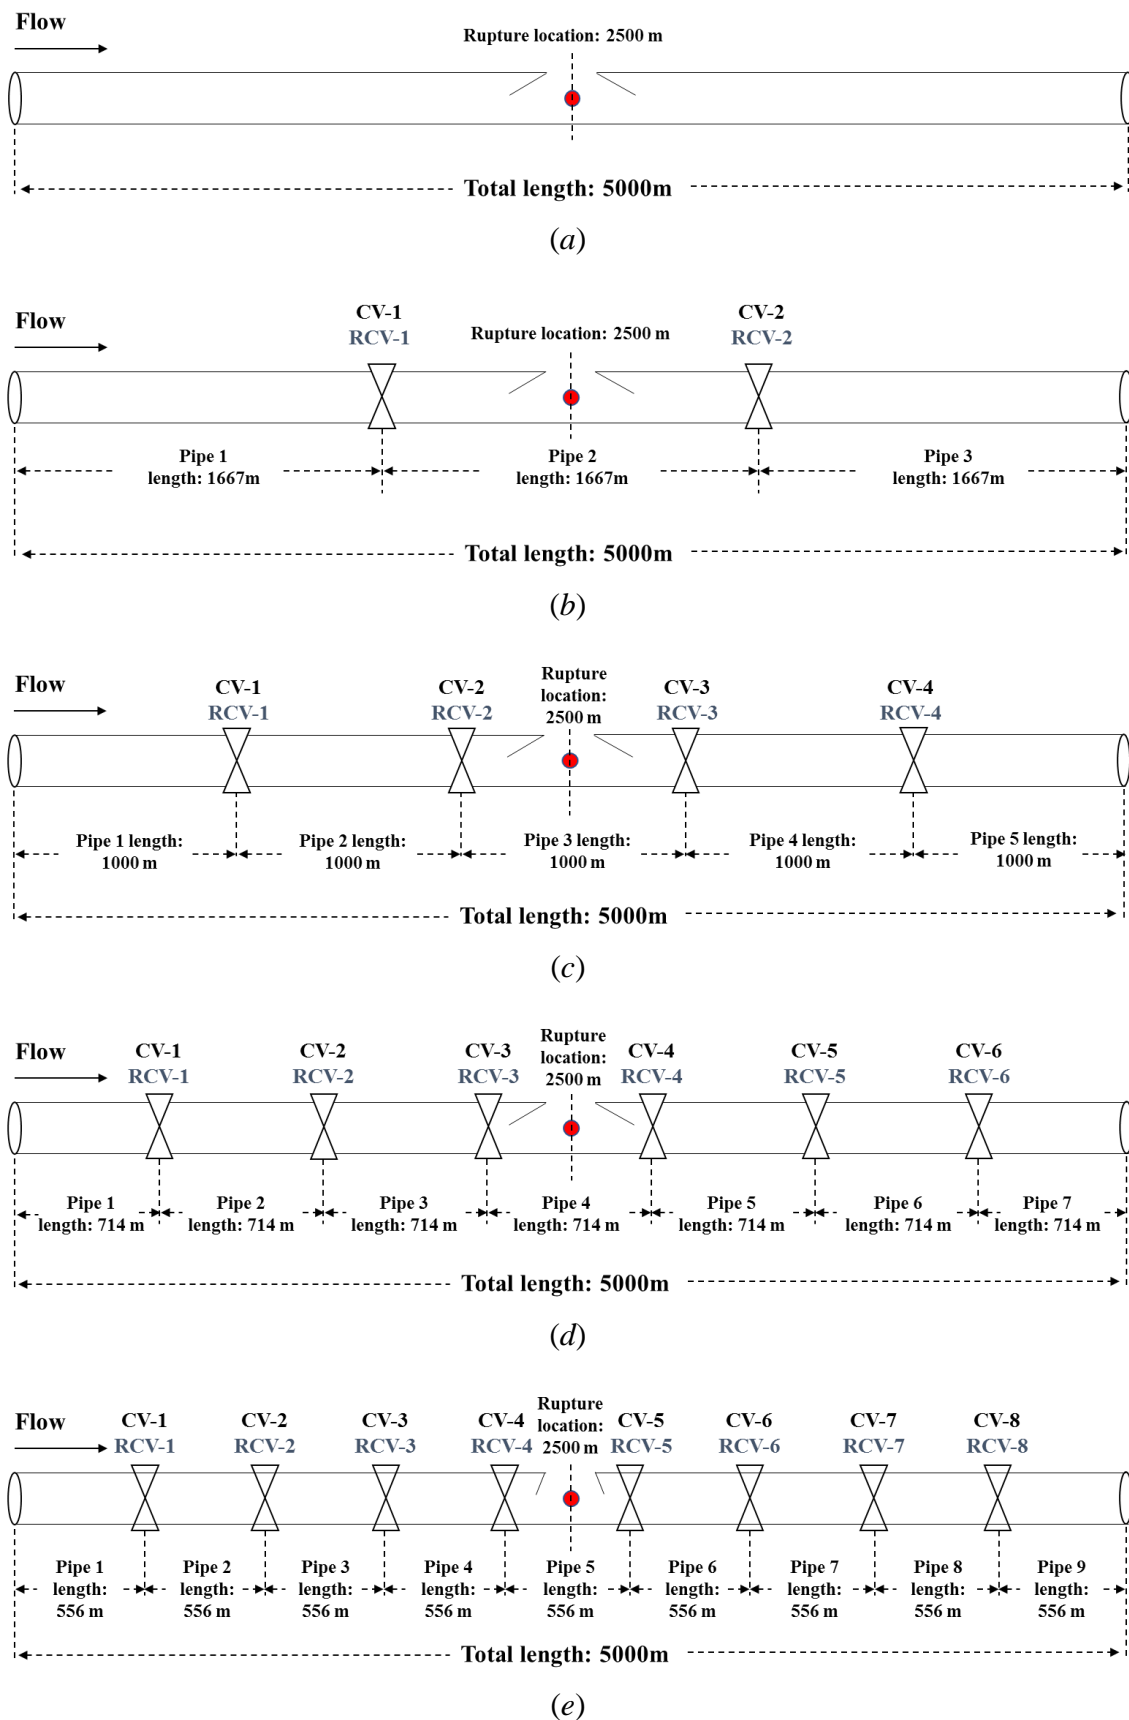 Flow
Rupture location: 2500 m
Total length: 5000m
(a)
Flow
CV-1
RCV-1
Rupture location: 2500 m
CV-2
RCV-2
Pipe 1
length: 1667m
Pipe 2
length: 1667m
Pipe 3
length: 1667m
Total length: 5000m
(b)
Flow
CV-1
RCV-1
CV-2
RCV-2
Rupture
location:
2500 m
CV-3
RCV-3
CV-4
RCV-4
Pipe 1 length:
1000 m
Pipe 2 length:
1000 m
Pipe 3 length:
1000 m
Pipe 4 length:
1000 m
Pipe 5 length:
1000 m
Total length: 5000m
(c)
Flow
CV-1
RCV-1
CV-2
RCV-2
CV-3
RCV-3
Rupture
location:
2500 m
CV-4
RCV-4
CV-5
RCV-5
CV-6
RCV-6
Pipe 1
length: 714 m
Pipe 2
length: 714 m
Pipe 3
length: 714 m
Pipe 4
length: 714 m
Pipe 5
length: 714 m
Pipe 6
length: 714 m
Pipe 7
length: 714 m
Total length: 5000m
(d)
Flow
CV-1
RCV-1
CV-2
RCV-2
CV-3
RCV-3
CV-4
RCV-4
Rupture
location:
2500 m
CV-5
RCV-5
CV-6
RCV-6
CV-7
RCV-7
CV-8
RCV-8
Pipe 1
length:
556 m
Pipe 2
length:
556 m
Pipe 3
length:
556 m
Pipe 4
length:
556 m
Pipe 5
length:
556 m
Pipe 6
length:
556 m
Pipe 7
length:
556 m
Pipe 8
length:
556 m
Pipe 9
length:
556 m
Total length: 5000m
(e)